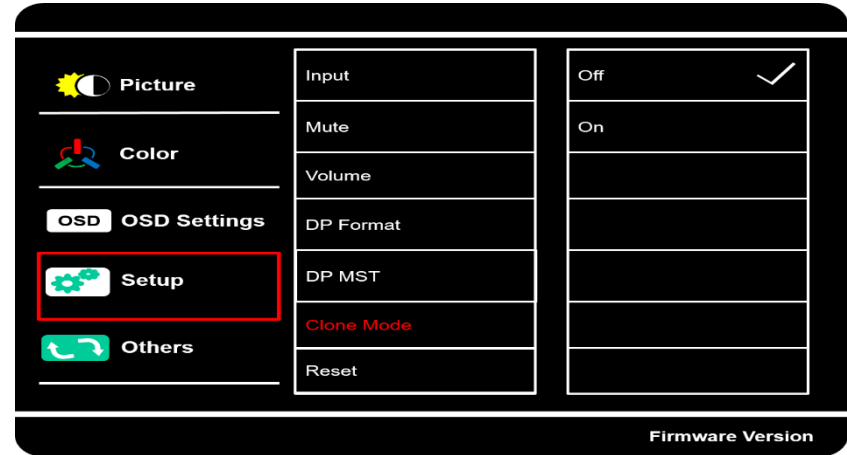 Picture
Color
OSD OSD Settings
Setup
Others
Input
Mute
Volume
DP Format
DP MST
Clone Mode
Reset
Off
On
Firmware Version